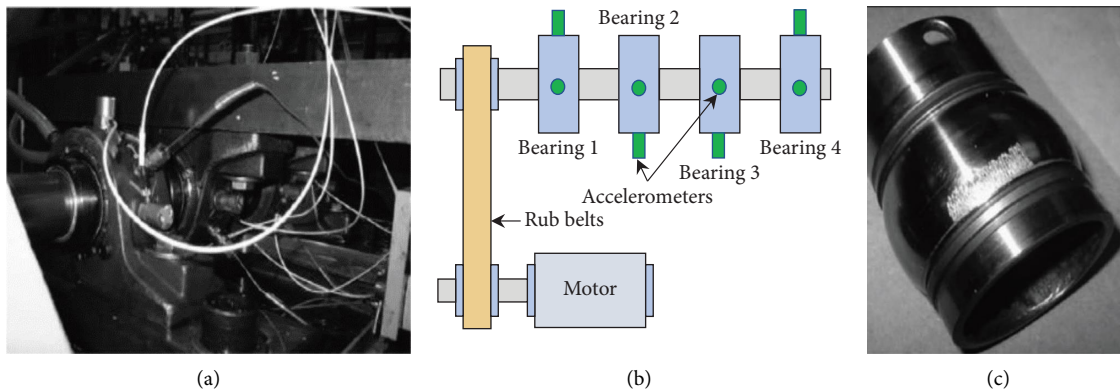 Bearing 2
Bearing 1
Bearing 3
Bearing 4
Accelerometers
Rub belts
Motor
(a)
(b)
(c)